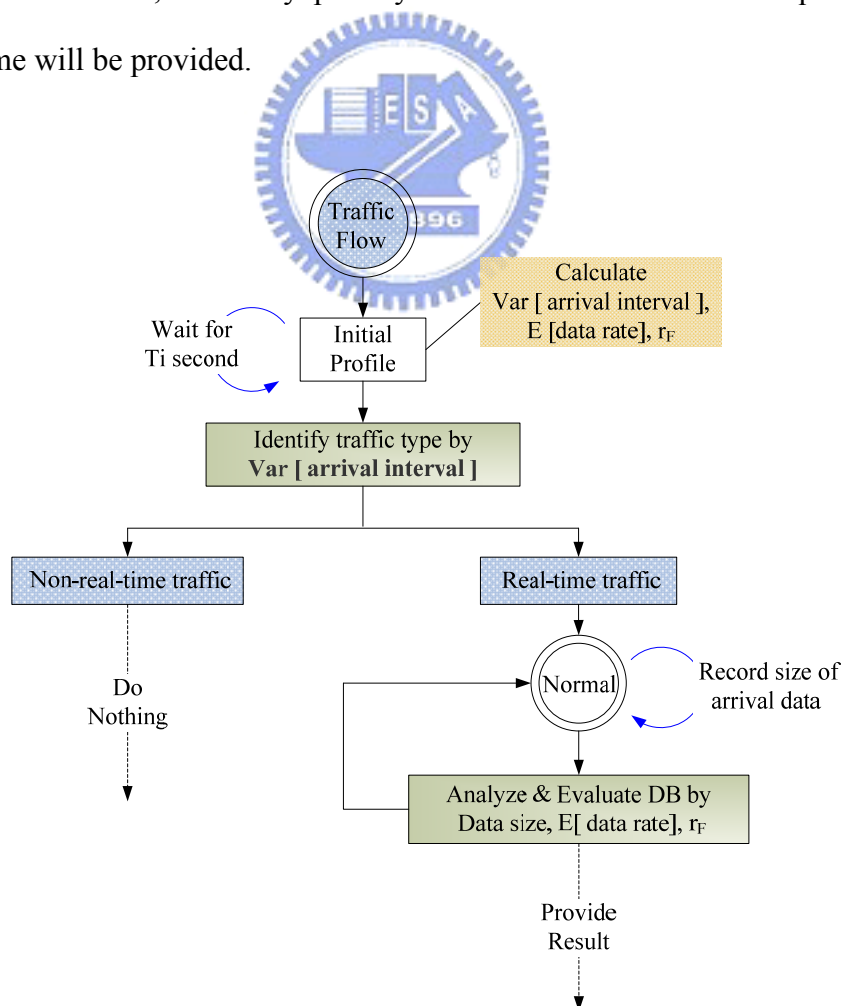 me will be provided.
E S A
1896
Traffic
Flow
Calculate
Var [ arrival interval ],
E [data rate], rF
Wait for
Ti second
Initial
Profile
Identify traffic type by
Var [ arrival interval ]
Non-real-time traffic
Real-time traffic
Do
Nothing
Normal
Record size of
arrival data
Analyze & Evaluate DB by
Data size, E[ data rate], rF
Provide
Result